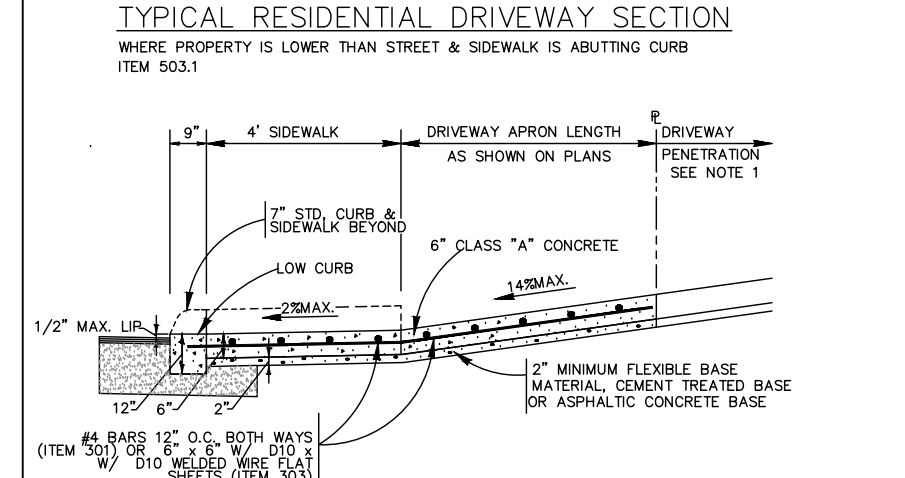 TYPICAL RESIDENTIAL DRIVEWAY SECTION
WHERE PROPERTY IS LOWER THAN STREET & SIDEWALK IS ABUTTING CURB
ITEM 503.1
9"
4' SIDEWALK
DRIVEWAY APRON LENGTH
AS SHOWN ON PLANS
PL
DRIVEWAY
PENETRATION
SEE NOTE 1
7" STD. CURB &
SIDEWALK BEYOND
6" CLASS "A" CONCRETE
LOW CURB
14%MAX.
2%MAX.
1/2" MAX. LIP
12"
6"
2"
2" MINIMUM FLEXIBLE BASE
MATERIAL, CEMENT TREATED BASE
OR ASPHALTIC CONCRETE BASE
#4 BARS 12" O.C. BOTH WAYS
(ITEM 301) OR 6" x 6" W/ D10 x
W/ D10 WELDED WIRE FLAT
SHEETS (ITEM 303)